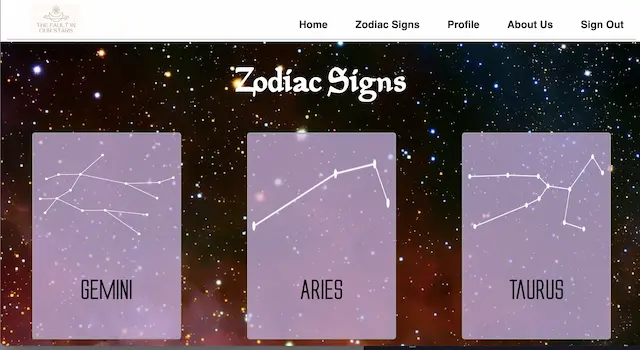 THE FAULT IN
OUR STARS
Home Zodiac Signs Profile About Us Sign Out
Zodiac Signs
GEMINI ARIES TAURUS